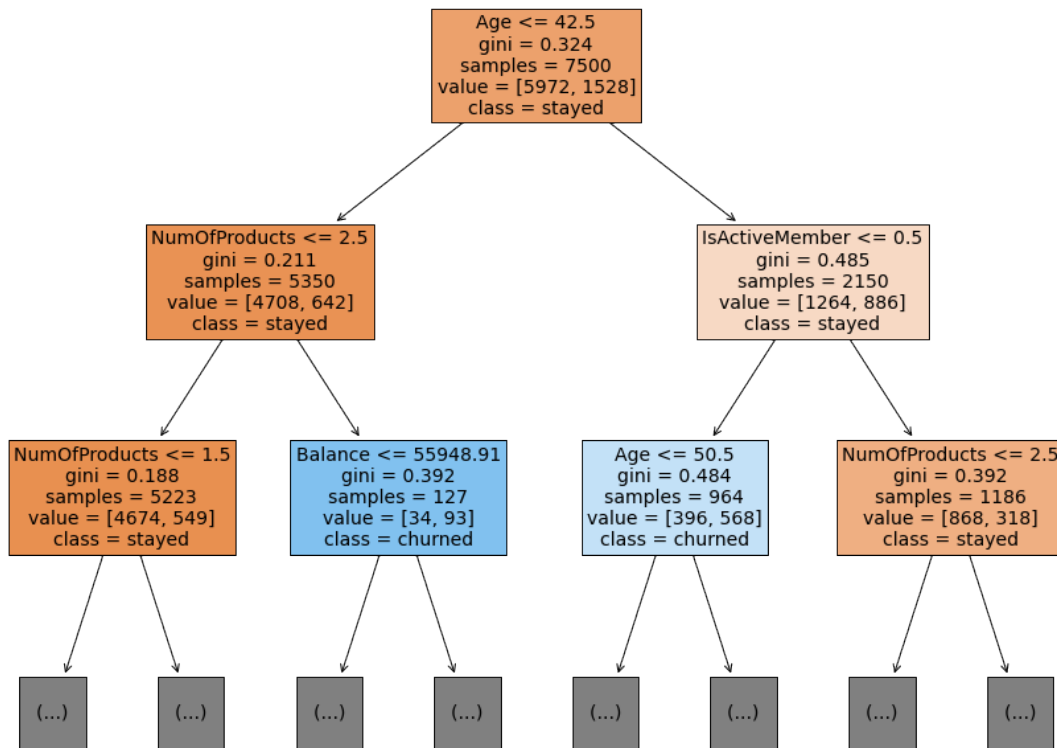 Age <= 42.5
gini = 0.324
samples = 7500
value = [5972, 1528]
class = stayed
NumOfProducts <= 2.5
gini = 0.211
samples = 5350
value = [4708, 642]
class = stayed
IsActiveMember <= 0.5
gini = 0.485
samples = 2150
value = [1264, 886]
class = stayed
NumOfProducts <= 1.5
gini = 0.188
samples = 5223
value = [4674, 549]
class = stayed
Balance <= 55948.91
gini = 0.392
samples = 127
value = [34, 93]
class = churned
Age <= 50.5
gini = 0.484
samples = 964
value = [396, 568]
class = churned
NumOfProducts <= 2.5
gini = 0.392
samples = 1186
value = [868, 318]
class = stayed
(...)
(...)
(...)
(...)
(...)
(...)
(...)
(...)